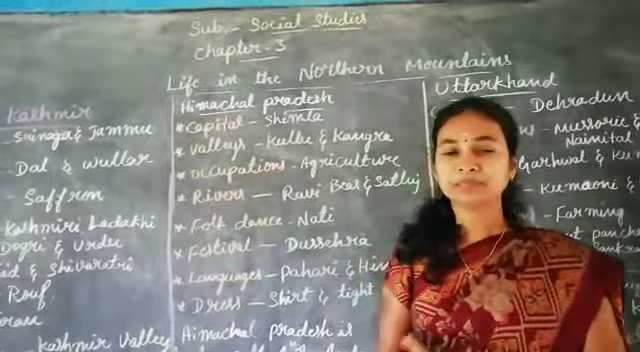 Sub.- Social Studies
Chapter-3
Life in the Northern Mountains
Kashmir
- Srinagar & Jammu
- Dal & Wullar
- Saffron
Kashmiri Ladakhi
Dogri & Urdu
& Shivaratri
Rouf
Kashmir Valley
Himachal pradesh
* Capital - Shimla
* Valleys - Kullu & Kangra
* Occupations - Agriculture
* Rivers - Ravi Beas & Satluj
* Folk dance - Nati
* Festival - Dussehra
* Languages - Pahari &
* Dress - Shirt & tight
Himachal pradesh is
Uttarkhand
- Dehradun
- Mussorie &
Nainital
Garhwal &
- Kumaoni &
- Farming